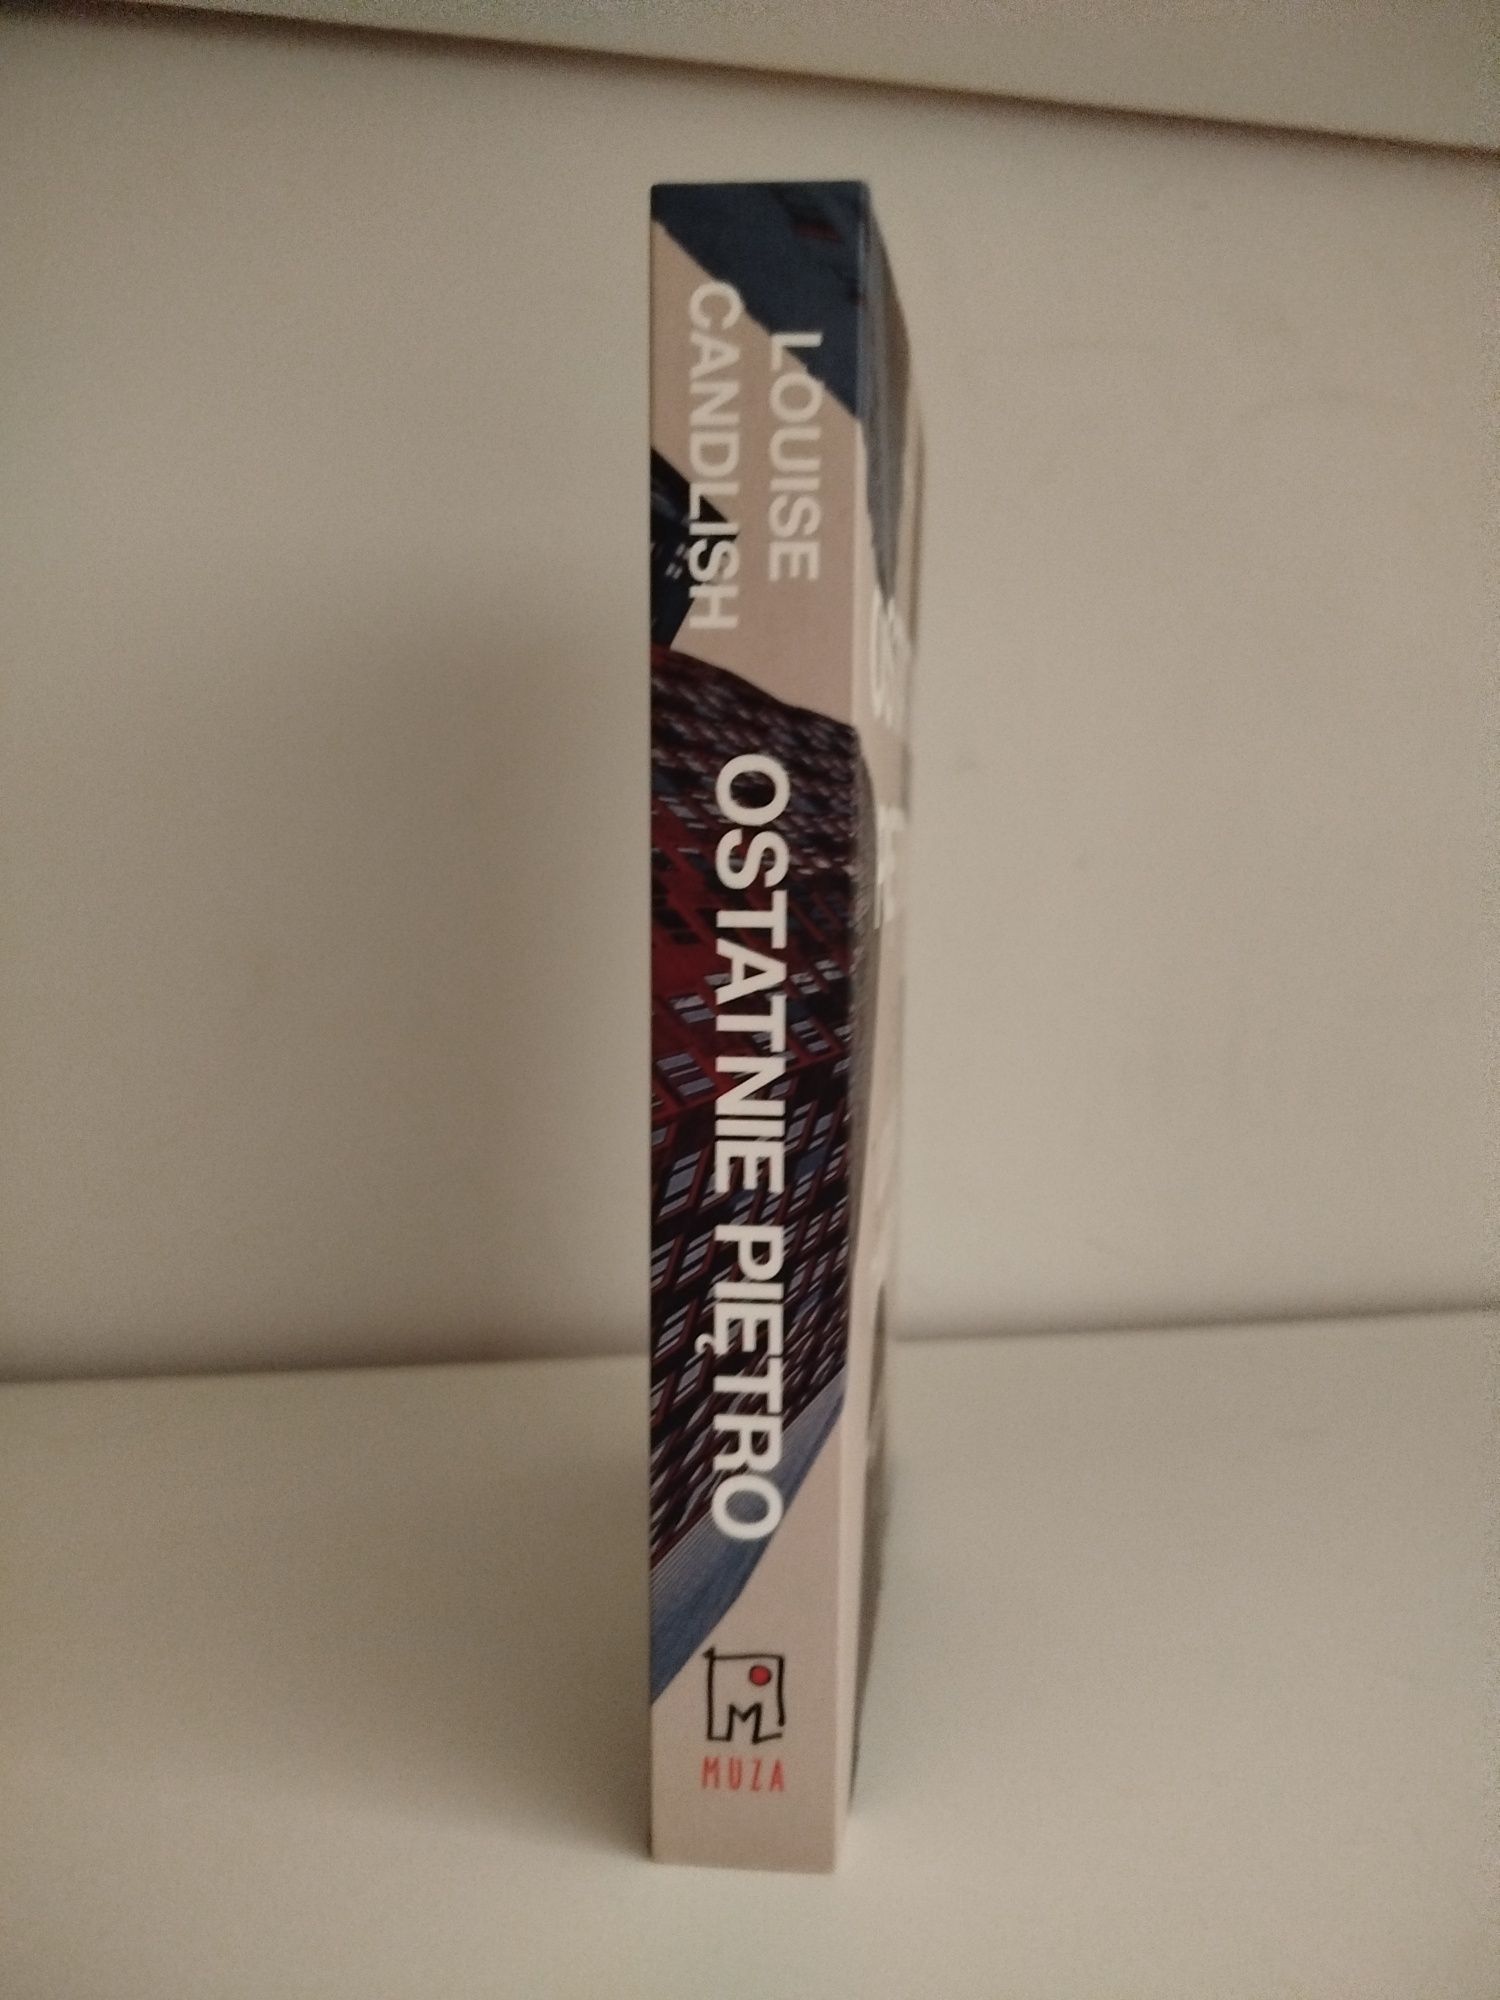 LOUISE
CANDLISH
OSTATNIE PIĘTRO
M
MUZA